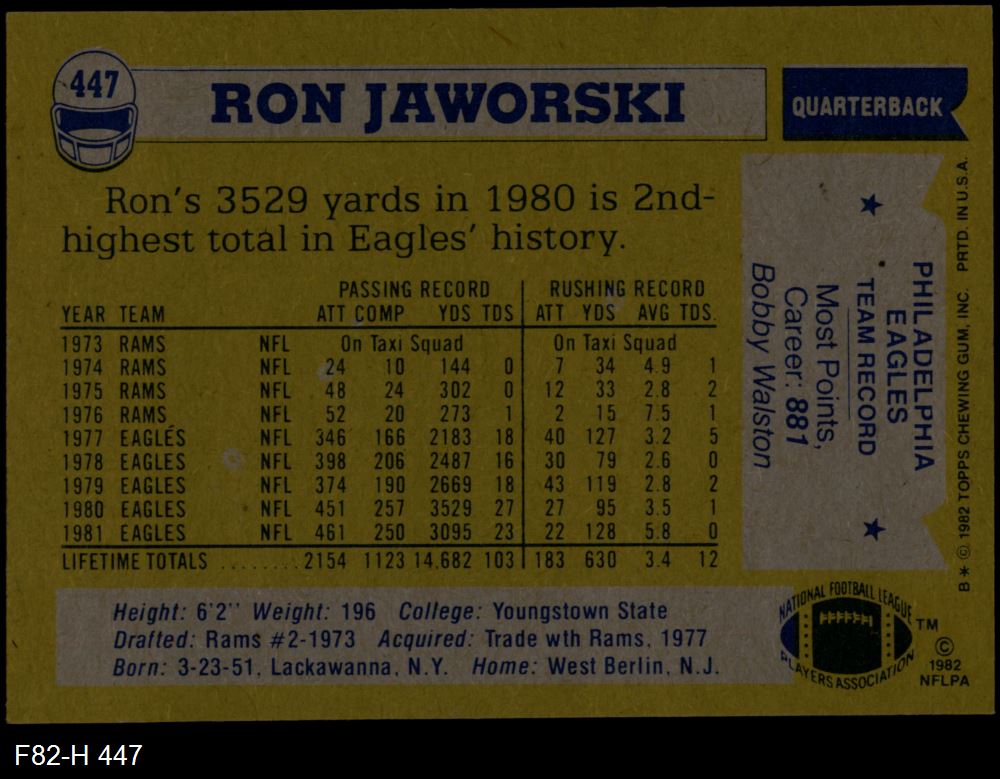 447
RON JAWORSKI
QUARTERBACK
Ron's 3529 yards in 1980 is 2nd-
highest total in Eagles' history.
PASSING RECORD RUSHING RECORD
YEAR TEAM ATT COMP YDS TDS ATT YDS AVG TDS.
1973 RAMS NFL On Taxi Squad On Taxi Squad
1974 RAMS NFL 24 10 144 0 7 34 4.9 1
1975 RAMS NFL 48 24 302 0 12 33 2.8 2
1976 RAMS NFL 52 20 273 1 2 15 7.5 1
1977 EAGLES NFL 346 166 2183 18 40 127 3.2 5
1978 EAGLES NFL 398 206 2487 16 30 79 2.6 0
1979 EAGLES NFL 374 190 2669 18 43 119 2.8 2
1980 EAGLES NFL 451 257 3529 27 27 95 3.5 1
1981 EAGLES NFL 461 250 3095 23 22 128 5.8 0
LIFETIME TOTALS ........ 2154 1123 14,682 103 183 630 3.4 12
Height: 6'2" Weight: 196 College: Youngstown State
Drafted: Rams #2-1973 Acquired: Trade wth Rams, 1977
Born: 3-23-51, Lackawanna, N.Y. Home: West Berlin, N.J.
PHILADELPHIA
EAGLES
TEAM RECORD
Most Points,
Career: 881
Bobby Walston
B * © 1982 TOPPS CHEWING GUM, INC. PRTD. IN U.S.A.
NATIONAL FOOTBALL LEAGUE
PLAYERS ASSOCIATION
TM
©
1982
NFLPA
F82-H 447